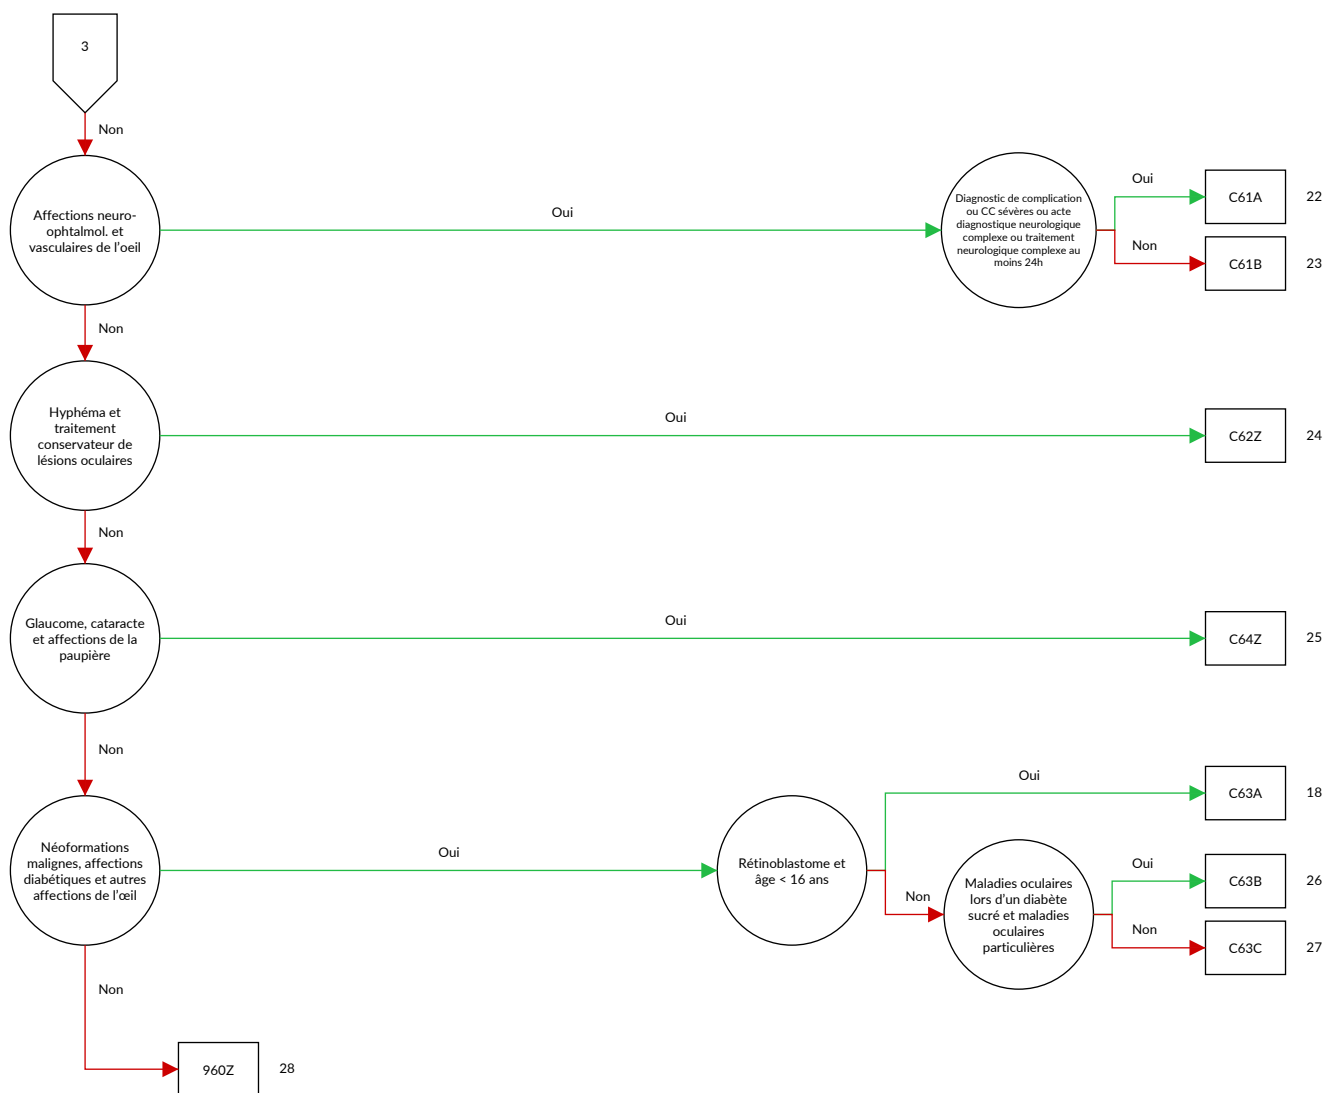 3
Non
Affections neuro-
ophtalmol. et
vasculaires de l'oeil
Oui
Diagnostic de complication
ou CC sévères ou acte
diagnostique neurologique
complexe ou traitement
neurologique complexe au
moins 24h
Oui
C61A
22
Non
C61B
23
Non
Hyphéma et
traitement
conservateur de
lésions oculaires
Oui
C62Z
24
Non
Glaucome, cataracte
et affections de la
paupière
Oui
C64Z
25
Non
Néoformations
malignes, affections
diabétiques et autres
affections de l'œil
Oui
Rétinoblastome et
âge < 16 ans
Oui
C63A
18
Non
Maladies oculaires
lors d'un diabète
sucré et maladies
oculaires
particulières
Oui
C63B
26
Non
C63C
27
Non
960Z
28